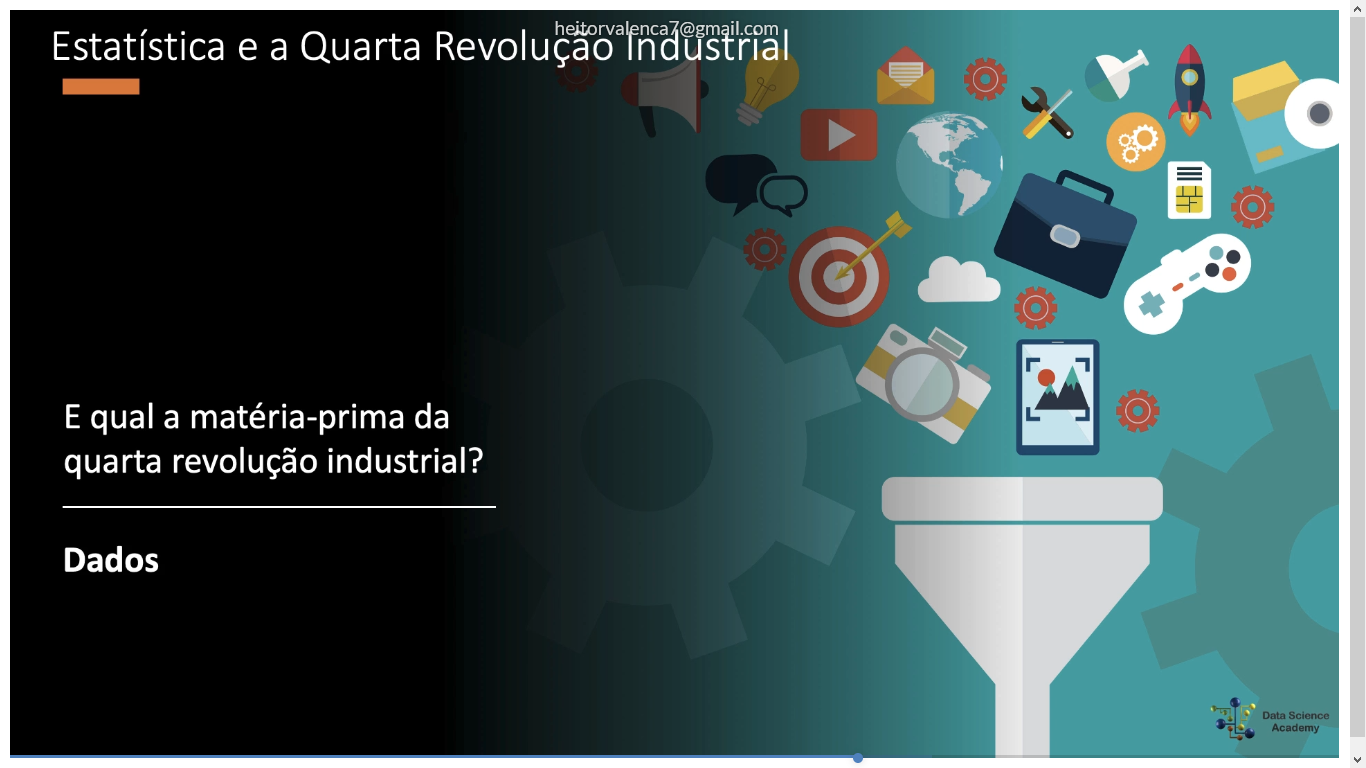 heitorvalenca7@gmail.com
Estatística e a Quarta Revolução Industrial
E qual a matéria-prima da
quarta revolução industrial?
Dados
Data Science
Academy